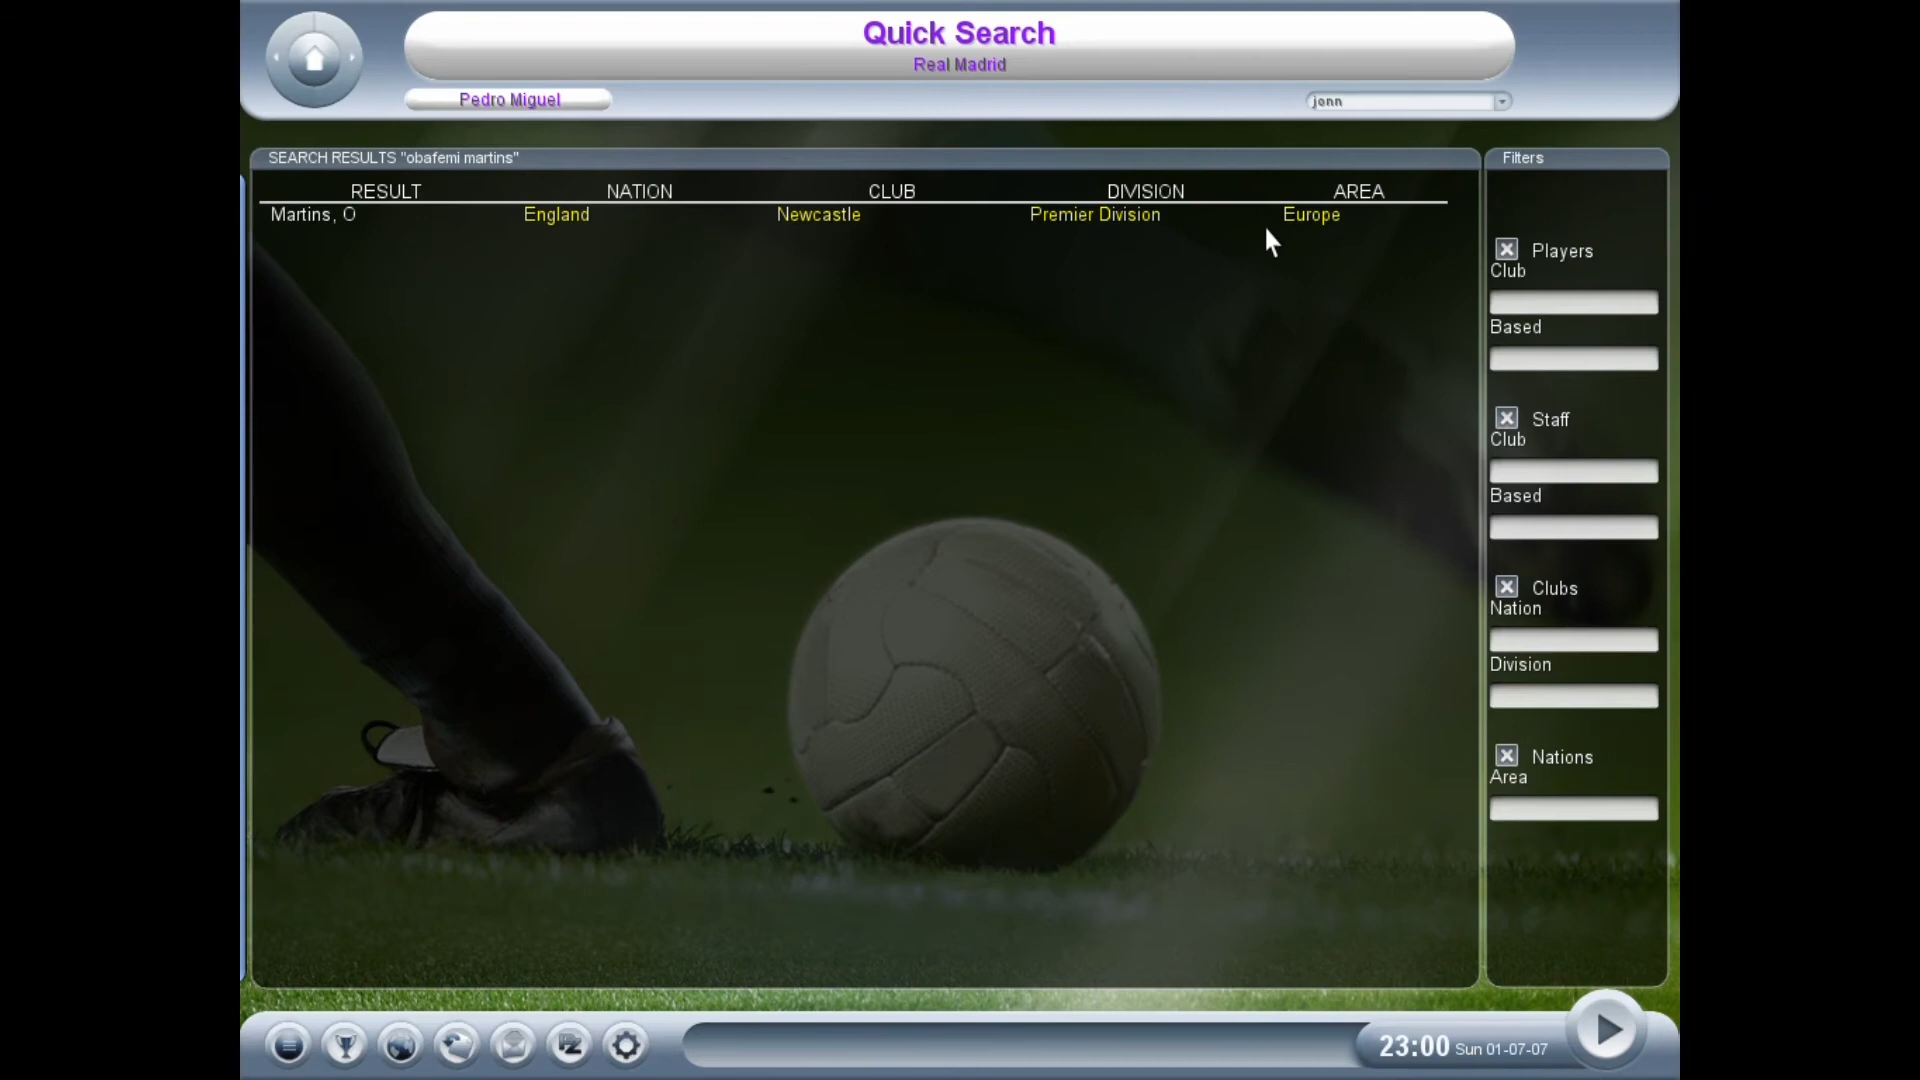 Quick Search
Real Madrid
Pedro Miguel
jonn
SEARCH RESULTS "obafemi martins"
RESULT NATION CLUB DIVISION AREA
Martins, O England Newcastle Premier Division Europe
Filters
Players
Club
Based
Staff
Club
Based
Clubs
Nation
Division
Nations
Area
23:00 Sun 01-07-07